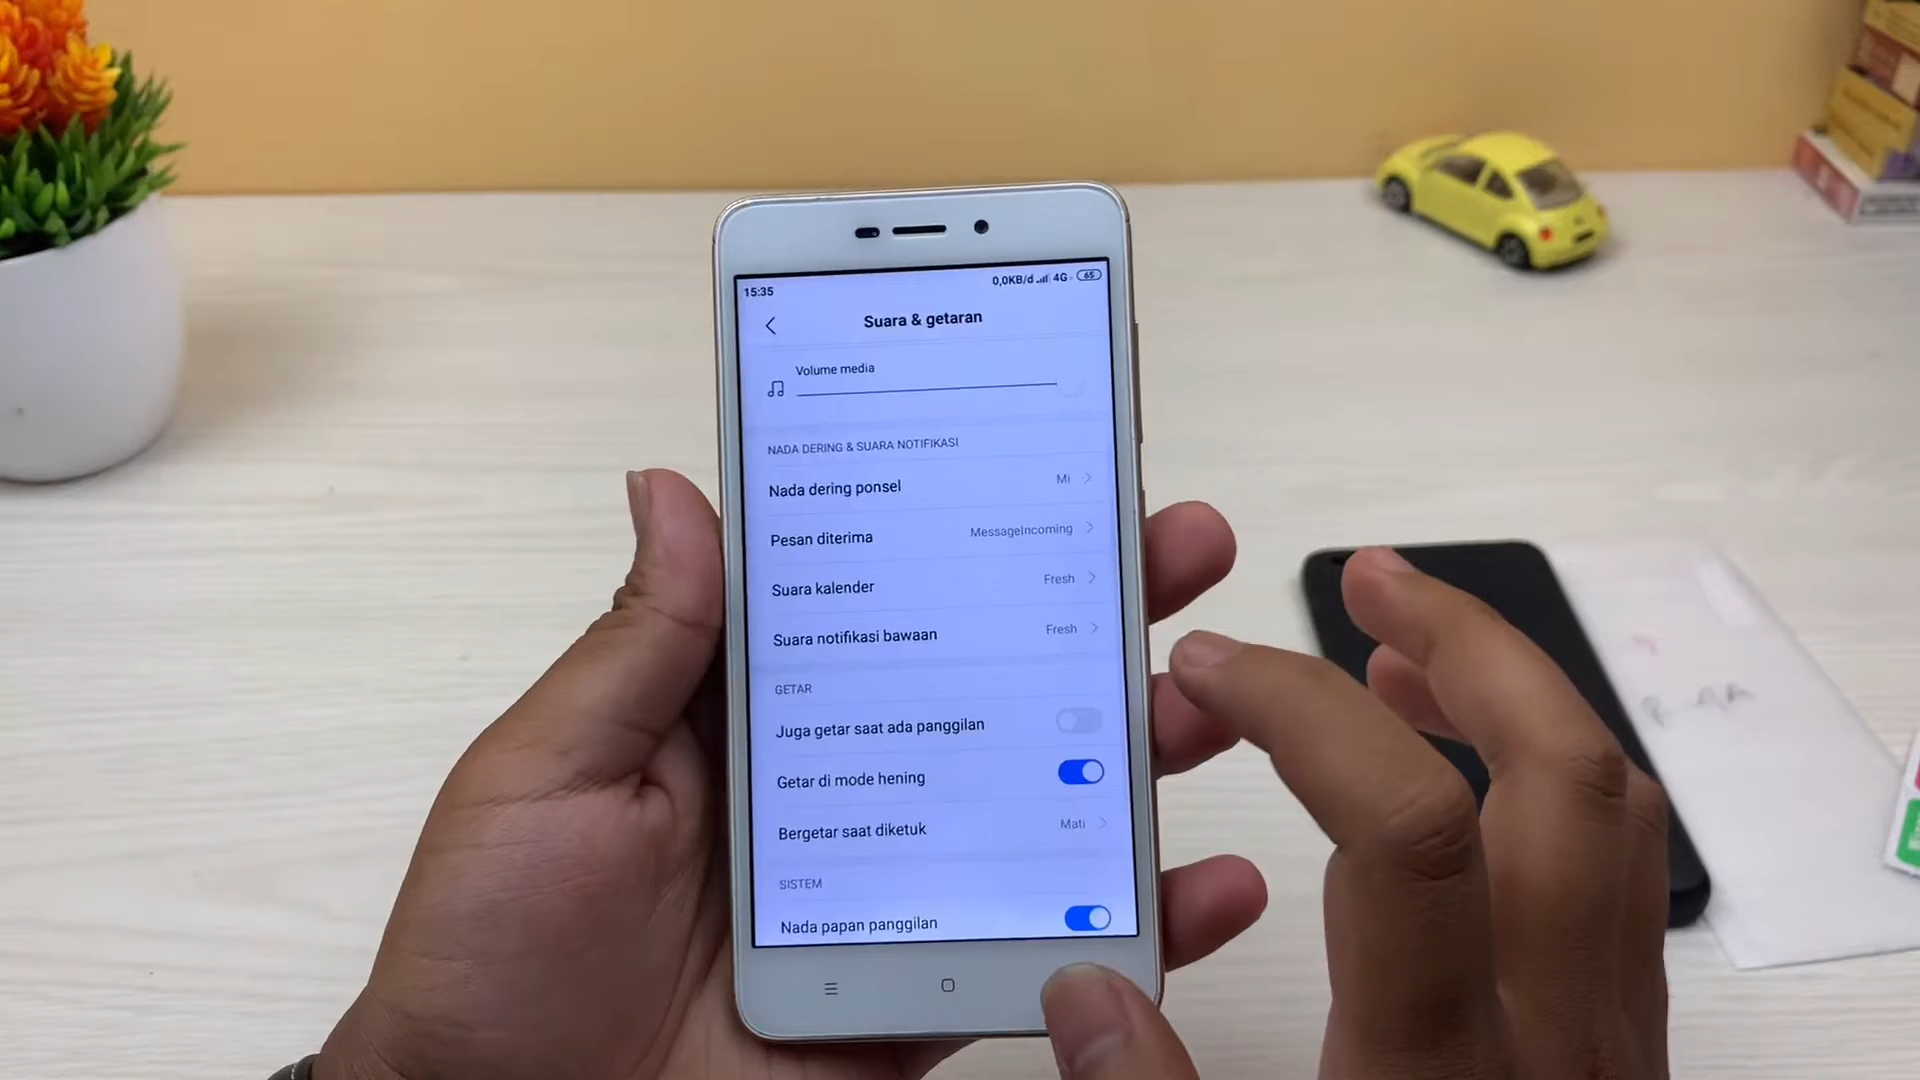 15:35
0,0KB/d 4G 65
Suara & getaran
Volume media
NADA DERING & SUARA NOTIFIKASI
Nada dering ponsel Mi
Pesan diterima MessageIncoming
Suara kalender Fresh
Suara notifikasi bawaan Fresh
GETAR
Juga getar saat ada panggilan
Getar di mode hening
Bergetar saat diketuk Mati
SISTEM
Nada papan panggilan